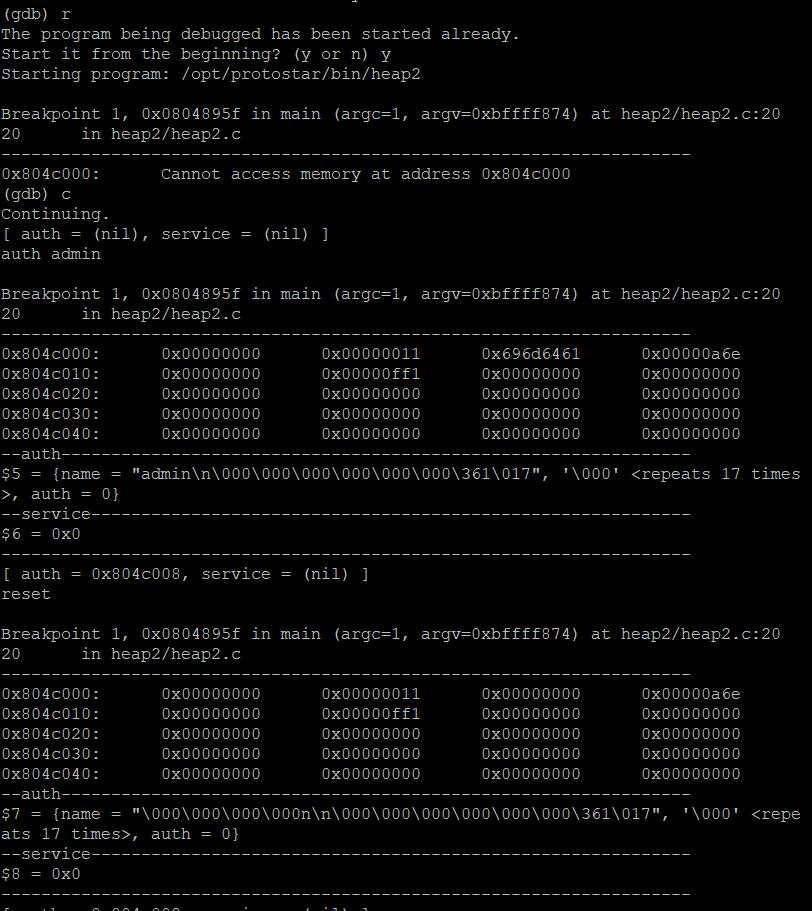 (gdb) r
The program being debugged has been started already.
Start it from the beginning? (y or n) y
Starting program: /opt/protostar/bin/heap2
Breakpoint 1, 0x0804895f in main (argc=1, argv=0xbffff874) at heap2/heap2.c:20
20      in heap2/heap2.c
---------------------------------------------------------------------
0x804c000:      Cannot access memory at address 0x804c000
(gdb) c
Continuing.
[ auth = (nil), service = (nil) ]
auth admin
Breakpoint 1, 0x0804895f in main (argc=1, argv=0xbffff874) at heap2/heap2.c:20
20      in heap2/heap2.c
---------------------------------------------------------------------
0x804c000:      0x00000000      0x00000011      0x696d6461      0x00000a6e
0x804c010:      0x00000ff1      0x00000000      0x00000000      0x00000000
0x804c020:      0x00000000      0x00000000      0x00000000      0x00000000
0x804c030:      0x00000000      0x00000000      0x00000000      0x00000000
0x804c040:      0x00000000      0x00000000      0x00000000      0x00000000
--auth---------------------------------------------------------------
$5 = {name = "admin\n\000\000\000\000\000\000\361\017", '\000' <repeats 17 times
>, auth = 0}
--service------------------------------------------------------------
$6 = 0x0
---------------------------------------------------------------------
[ auth = 0x804c008, service = (nil) ]
reset
Breakpoint 1, 0x0804895f in main (argc=1, argv=0xbffff874) at heap2/heap2.c:20
20      in heap2/heap2.c
---------------------------------------------------------------------
0x804c000:      0x00000000      0x00000011      0x00000000      0x00000a6e
0x804c010:      0x00000000      0x00000ff1      0x00000000      0x00000000
0x804c020:      0x00000000      0x00000000      0x00000000      0x00000000
0x804c030:      0x00000000      0x00000000      0x00000000      0x00000000
0x804c040:      0x00000000      0x00000000      0x00000000      0x00000000
--auth---------------------------------------------------------------
$7 = {name = "\000\000\000\000n\n\000\000\000\000\000\000\361\017", '\000' <repe
ats 17 times>, auth = 0}
--service------------------------------------------------------------
$8 = 0x0
---------------------------------------------------------------------